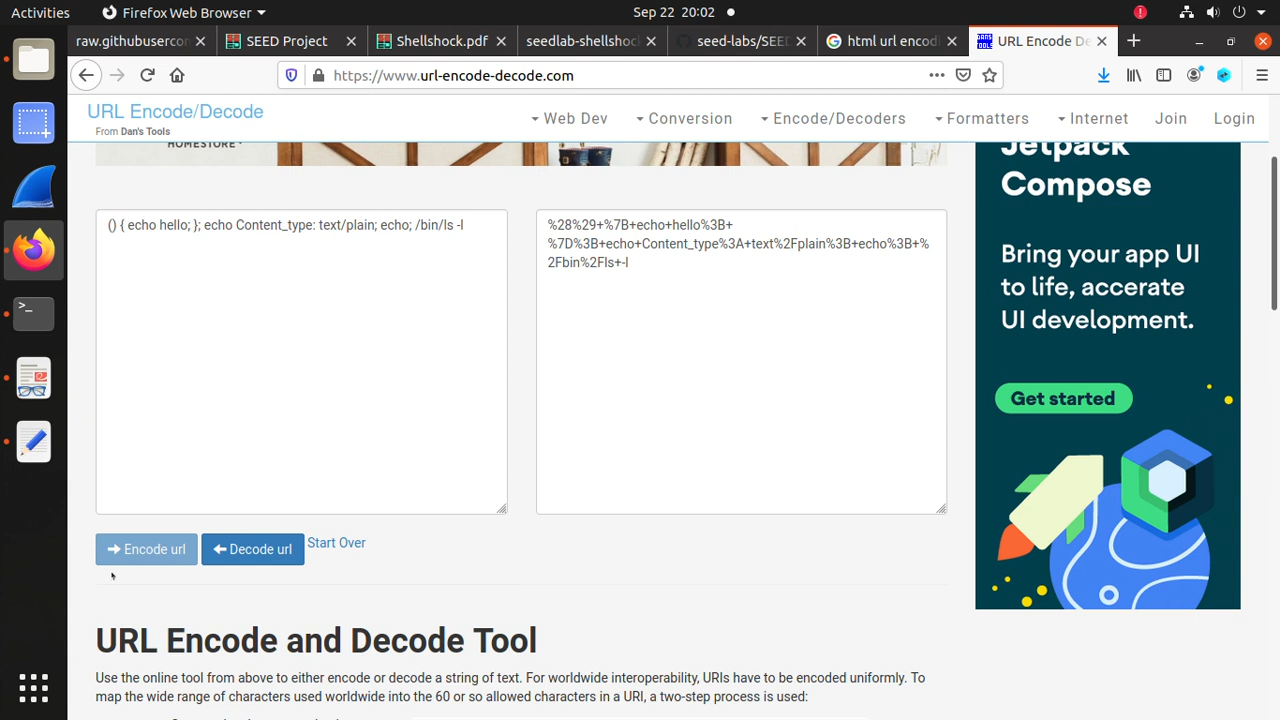 Activities
Firefox Web Browser
Sep 22 20:02
raw.githubusercon
SEED Project
Shellshock.pdf
seedlab-shellshoc
seed-labs/SEED
html url encodi
URL Encode De
https://www.url-encode-decode.com
URL Encode/Decode
From Dan's Tools
Web Dev
Conversion
Encode/Decoders
Formatters
Internet
Join
Login
HOMESTORE
Jetpack
Compose
() { echo hello; }; echo Content_type: text/plain; echo; /bin/ls -l
%28%29+%7B+echo+hello%3B+
%7D%3B+echo+Content_type%3A+text%2Fplain%3B+echo%3B+%
2Fbin%2Fls+-l
Bring your app UI
to life, accerate
UI development.
Get started
Encode url
Decode url
Start Over
URL Encode and Decode Tool
Use the online tool from above to either encode or decode a string of text. For worldwide interoperability, URIs have to be encoded uniformly. To
map the wide range of characters used worldwide into the 60 or so allowed characters in a URI, a two-step process is used: